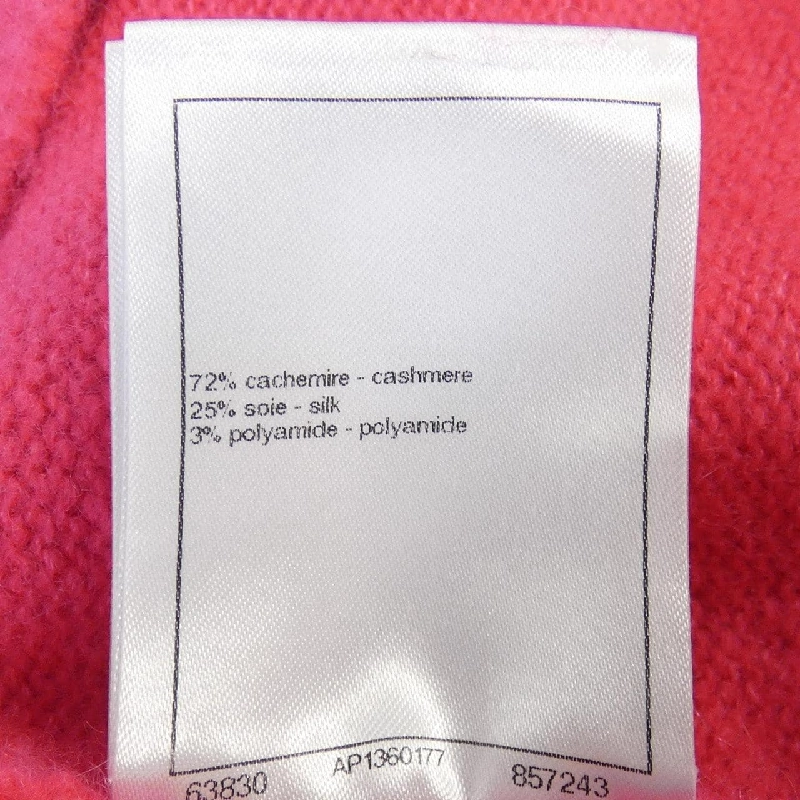 72% cachemire - cashmere
25% soie - silk
3% polyamide - polyamide
AP1360177
63830 857243